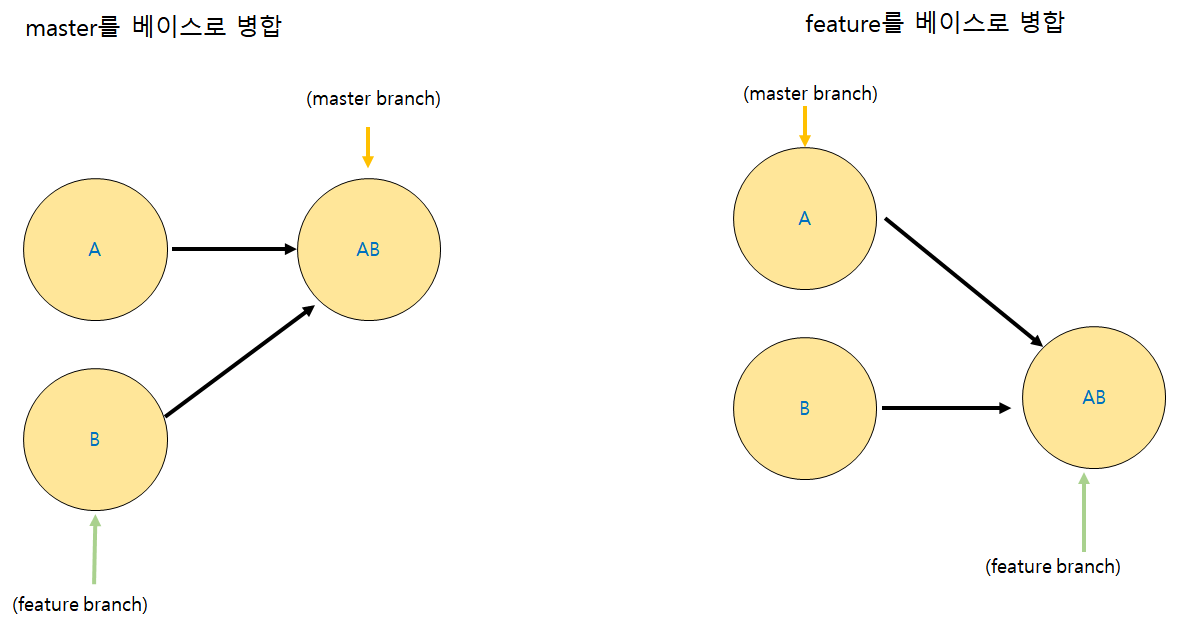 master를 베이스로 병합
(master branch)
A
AB
B
(feature branch)
feature를 베이스로 병합
(master branch)
A
B
AB
(feature branch)